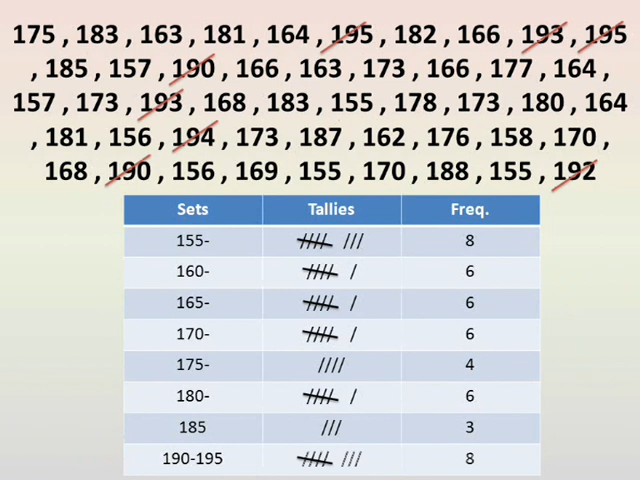 175 , 183 , 163 , 181 , 164 , 195 , 182 , 166 , 193 , 195
, 185 , 157 , 190 , 166 , 163 , 173 , 166 , 177 , 164 ,
157 , 173 , 193 , 168 , 183 , 155 , 178 , 173 , 180 , 164
, 181 , 156 , 194 , 173 , 187 , 162 , 176 , 158 , 170 ,
168 , 190 , 156 , 169 , 155 , 170 , 188 , 155 , 192
Sets Tallies Freq.
155- //// /// 8
160- //// / 6
165- //// / 6
170- //// / 6
175- //// 4
180- //// / 6
185 /// 3
190-195 //// //// 8